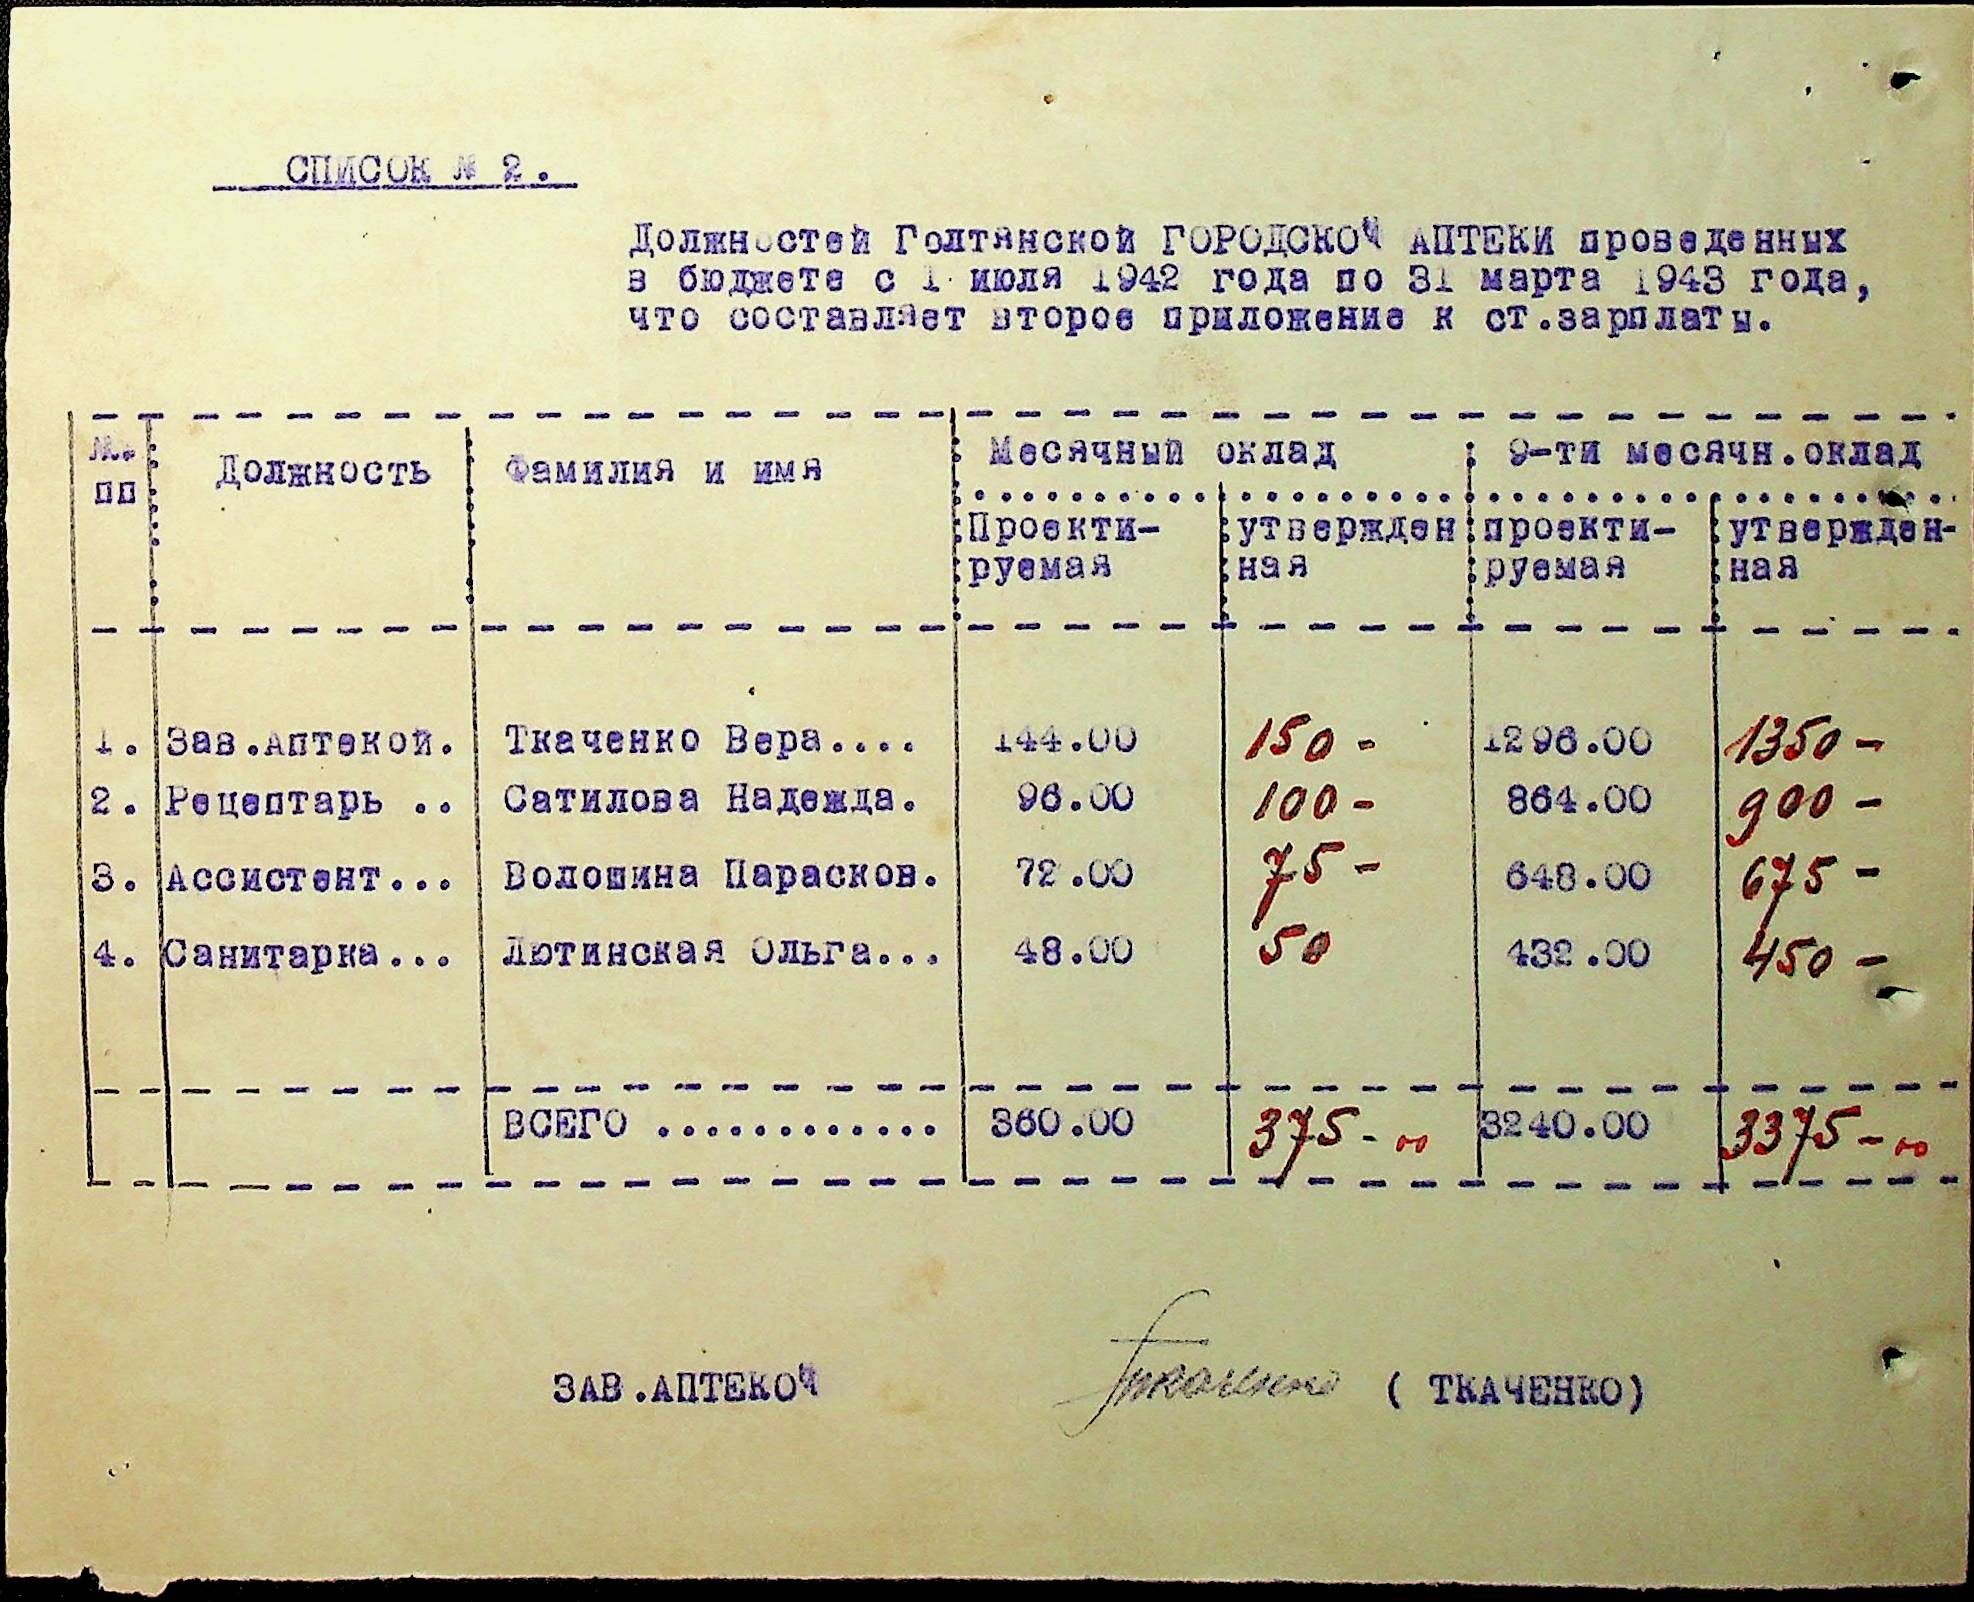 СПИСОК № 2.
Должностей Голтянской ГОРОДСКОЙ АПТЕКИ проведенных
в бюджете с 1 июля 1942 года по 31 марта 1943 года,
что составляет второе приложение к ст.зарплаты.
№. Должность Фамилия и имя Месячный оклад 9-ти месячн.оклад
пп
Проекти- утвержден проекти- утвержден-
руемая ная руемая ная
1. Зав.Аптекой. Ткаченко Вера.... 144.00 150 - 1296.00 1350 -
2. Рецептарь .. Сатилова Надежда. 96.00 100 - 864.00 900 -
3. Ассистент... Волошина Парасков. 72.00 75 - 648.00 675 -
4. Санитарка... Лютинская Ольга... 48.00 50 432.00 450 -
ВСЕГО ............ 360.00 375 - 00 3240.00 3375 - 00
ЗАВ.АПТЕКОЙ Ткаченко ( ТКАЧЕНКО)